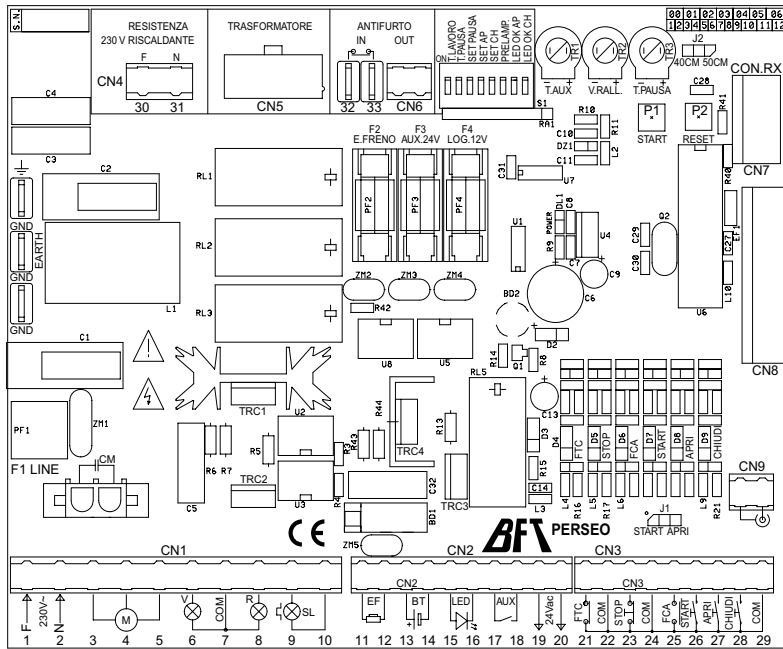 S.N.
RESISTENZA
230 V RISCALDANTE
F N
CN4
30 31
TRASFORMATORE
CN5
ANTIFURTO
IN OUT
32 33 CN6
ON
T.LAVORO
T.PAUSA
SET PAUSA
SET AP
SET CH
PRELAMP.
LED OK AP
LED OK CH
S1
RA1
TR1
TR2
TR3
T.AUX
V.RALL.
T.PAUSA
00 01 02 03 04 05 06
1 2 3 4 5 6 7 8 9 10 11 12
J2
40CM 50CM
CON.RX
C28
P1
START
P2
RESET
R41
CN7
C4
C3
C2
GND
EARTH
GND
GND
L1
RL1
RL2
RL3
F2
E.FRENO
F3
AUX.24V
F4
LOG.12V
PF2
PF3
PF4
ZM2 ZM3 ZM4
R42
R10
C10
DZ1
C11
R11
L2
C31
U7
U1
POWER
DL1
C8
R9
C7
U4
C6
C9
BD2
D2
C29
C30
Q2
U6
R40
EF1
C27
L10
CN8
C1
PF1
F1 LINE
ZM1
CM
TRC1
U8
U5
R14
Q1
R8
RL5
C13
U2
R5
R6
R7
R3
R43
R44
TRC4
R13
D3
R15
C14
L3
TRC2
U3
R4
C5
C32
BD1
TRC3
ZM5
CE
BFT PERSEO
D4
FTC
D5
STOP
D6
FCA
D7
START
D8
APRI
D9
CHIUDI
L4
R16
L5
R17
L6
L9
R21
J1
START APRI
CN9
CN1
CN2
CN3
CN2
CN3
F
230V~
N
M
V
COM
R
SL
1 2 3 4 5 6 7 8 9 10
EF
BT
+
LED
AUX
24Vac
11 12 13 14 15 16 17 18 19 20
FTC
COM
STOP
COM
FCA
START
APRI
CHIUDI
COM
21 22 23 24 25 26 27 28 29